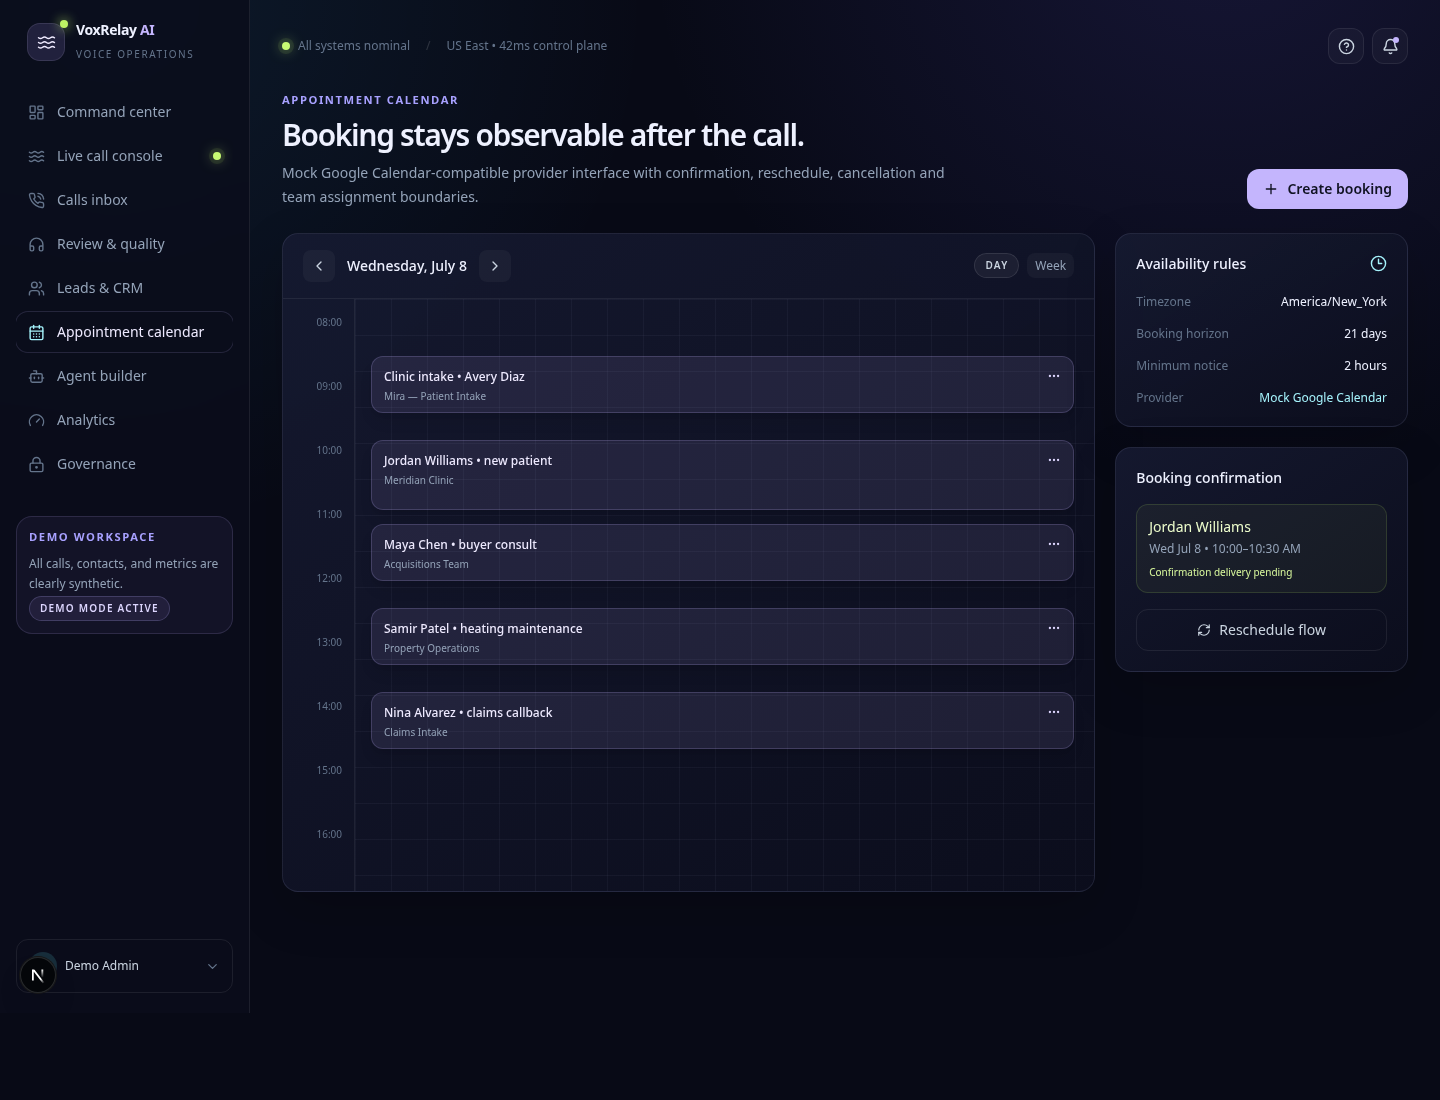 VoxRelay AI
VOICE OPERATIONS
Command center
Live call console
Calls inbox
Review & quality
Leads & CRM
Appointment calendar
Agent builder
Analytics
Governance
DEMO WORKSPACE
All calls, contacts, and metrics are
clearly synthetic.
DEMO MODE ACTIVE
N
Demo Admin
All systems nominal / US East • 42ms control plane
APPOINTMENT CALENDAR
Booking stays observable after the call.
Mock Google Calendar-compatible provider interface with confirmation, reschedule, cancellation and
team assignment boundaries.
Create booking
Wednesday, July 8
DAY
Week
08:00
09:00
10:00
11:00
12:00
13:00
14:00
15:00
16:00
Clinic intake • Avery Diaz
Mira — Patient Intake
Jordan Williams • new patient
Meridian Clinic
Maya Chen • buyer consult
Acquisitions Team
Samir Patel • heating maintenance
Property Operations
Nina Alvarez • claims callback
Claims Intake
Availability rules
Timezone America/New_York
Booking horizon 21 days
Minimum notice 2 hours
Provider Mock Google Calendar
Booking confirmation
Jordan Williams
Wed Jul 8 • 10:00–10:30 AM
Confirmation delivery pending
Reschedule flow